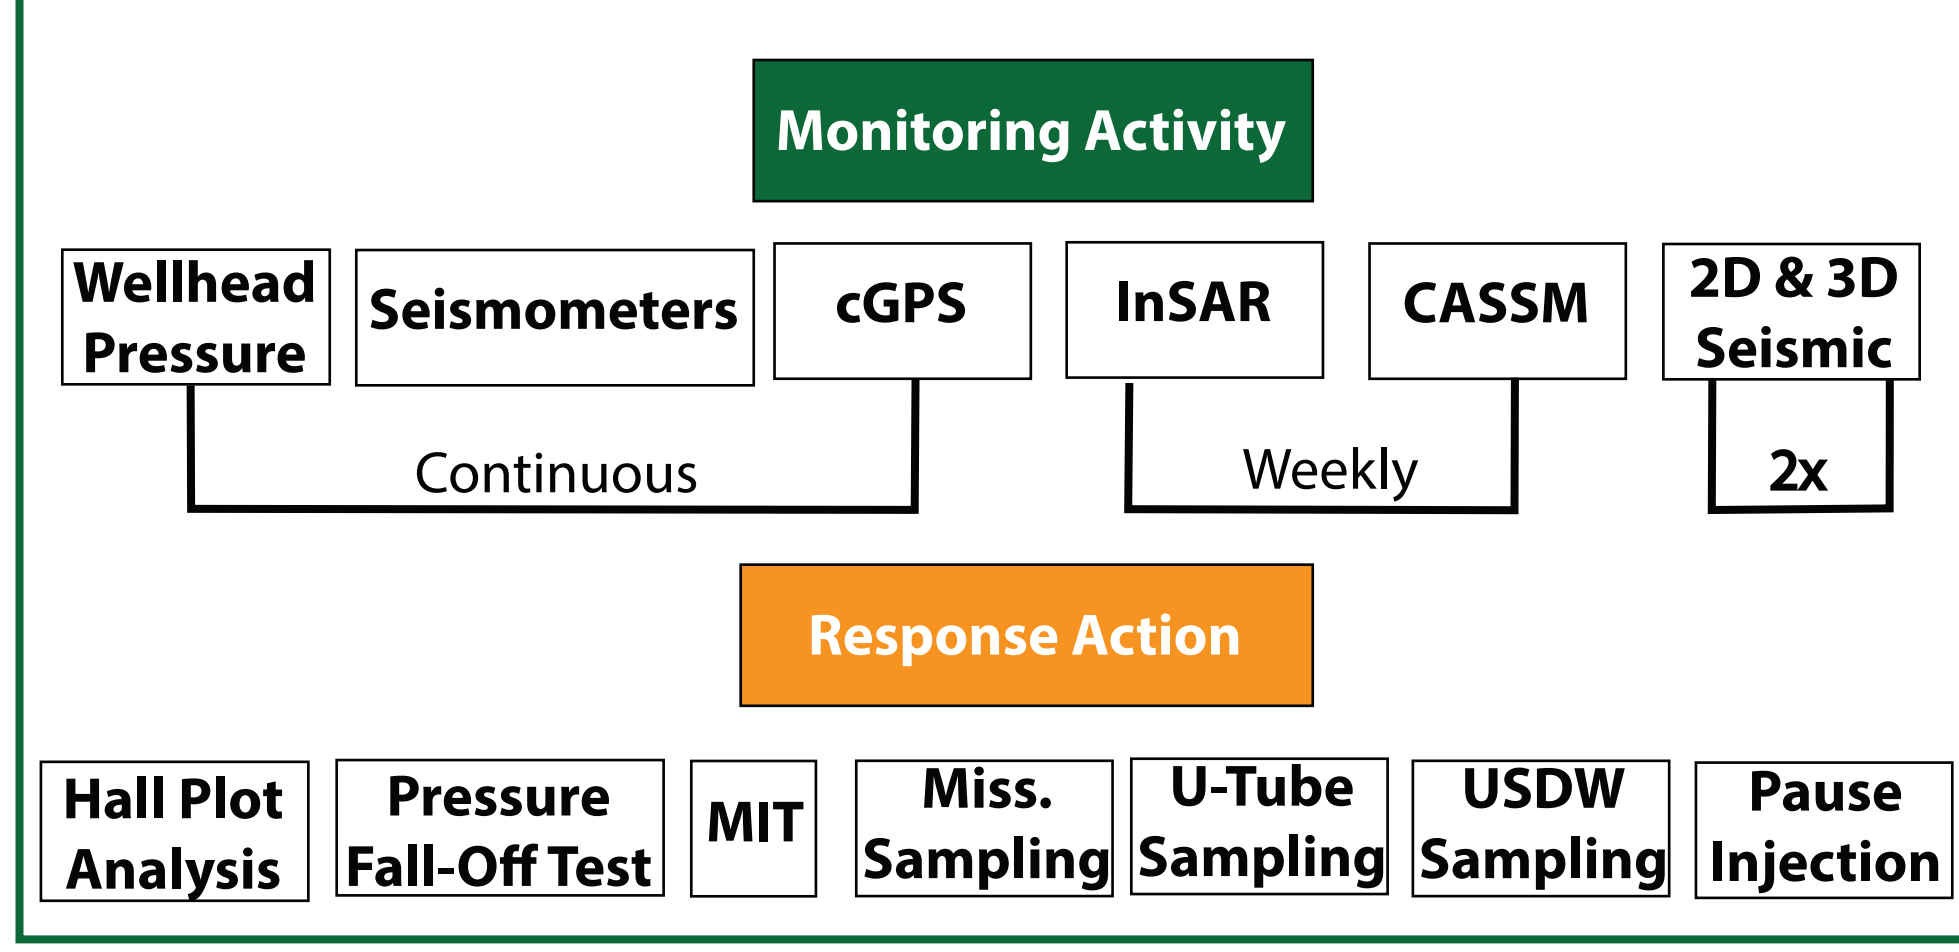 Monitoring Activity
Wellhead
Pressure
Seismometers
cGPS
InSAR
CASSM
2D & 3D
Seismic
Continuous
Weekly
2x
Response Action
Hall Plot
Analysis
Pressure
Fall-Off Test
MIT
Miss.
Sampling
U-Tube
Sampling
USDW
Sampling
Pause
Injection